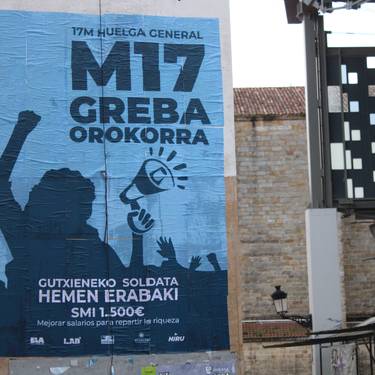 17M HUELGA GENERAL
M17
GREBA
OROKORRA
GUTXIENEKO SOLDATA
HEMEN ERABAKI
SMI 1.500€
Mejorar salarios para repartir la riqueza
ELA LAB HIRU